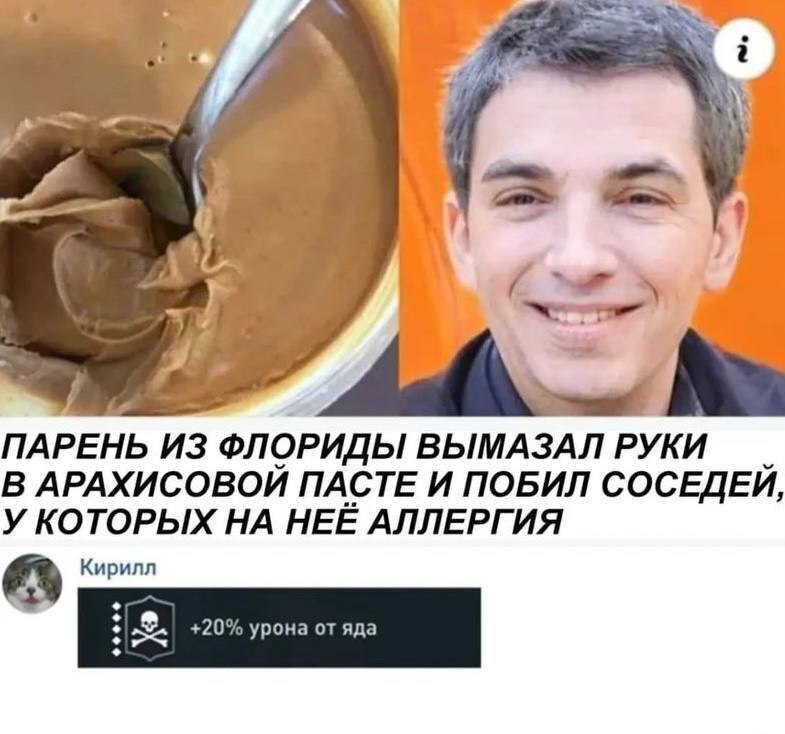 i
ПАРЕНЬ ИЗ ФЛОРИДЫ ВЫМАЗАЛ РУКИ
В АРАХИСОВОЙ ПАСТЕ И ПОБИЛ СОСЕДЕЙ,
У КОТОРЫХ НА НЕЁ АЛЛЕРГИЯ
Кирилл
+20% урона от яда